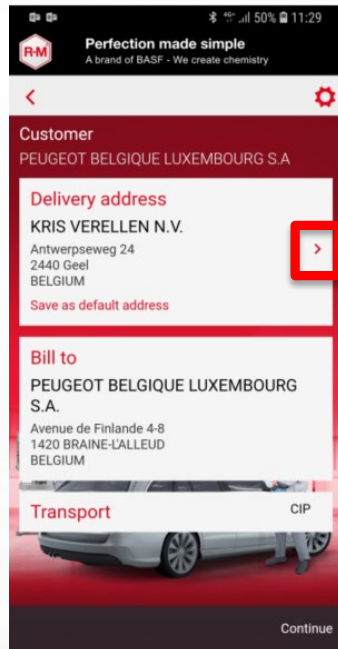 50% 11:29
R-M
Perfection made simple
A brand of BASF - We create chemistry
Customer
PEUGEOT BELGIQUE LUXEMBOURG S.A
Delivery address
KRIS VERELLEN N.V.
Antwerpseweg 24
2440 Geel
BELGIUM
Save as default address
Bill to
PEUGEOT BELGIQUE LUXEMBOURG
S.A.
Avenue de Finlande 4-8
1420 BRAINE-L'ALLEUD
BELGIUM
Transport CIP
Continue